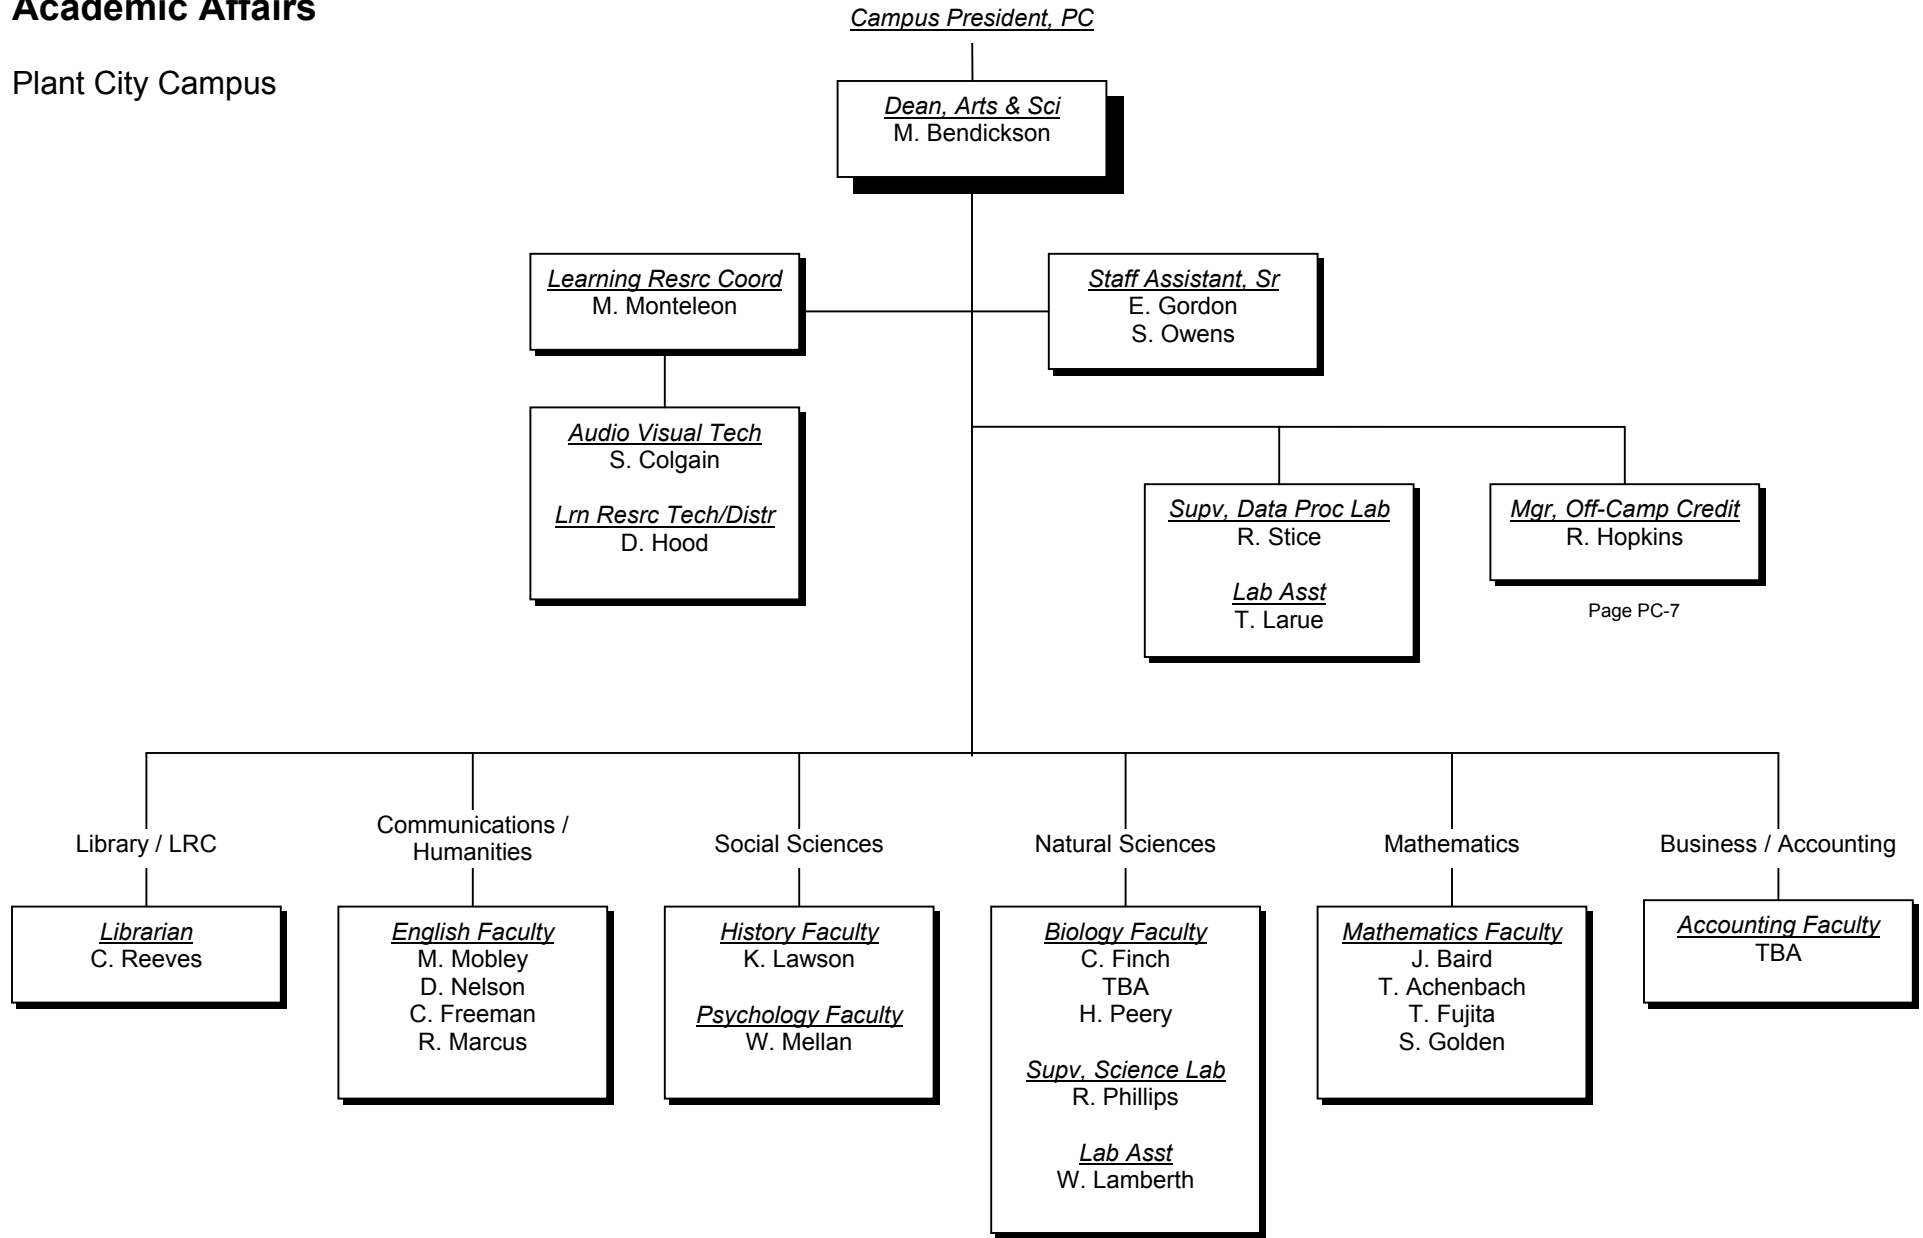 Academic Affairs
Plant City Campus
Campus President, PC
Dean, Arts & Sci
M. Bendickson
Learning Resrc Coord
M. Monteleon
Staff Assistant, Sr
E. Gordon
S. Owens
Audio Visual Tech
S. Colgain
Lrn Resrc Tech/Distr
D. Hood
Supv, Data Proc Lab
R. Stice
Lab Asst
T. Larue
Mgr, Off-Camp Credit
R. Hopkins
Page PC-7
Library / LRC
Librarian
C. Reeves
Communications /
Humanities
English Faculty
M. Mobley
D. Nelson
C. Freeman
R. Marcus
Social Sciences
History Faculty
K. Lawson
Psychology Faculty
W. Mellan
Natural Sciences
Biology Faculty
C. Finch
TBA
H. Peery
Supv, Science Lab
R. Phillips
Lab Asst
W. Lamberth
Mathematics
Mathematics Faculty
J. Baird
T. Achenbach
T. Fujita
S. Golden
Business / Accounting
Accounting Faculty
TBA